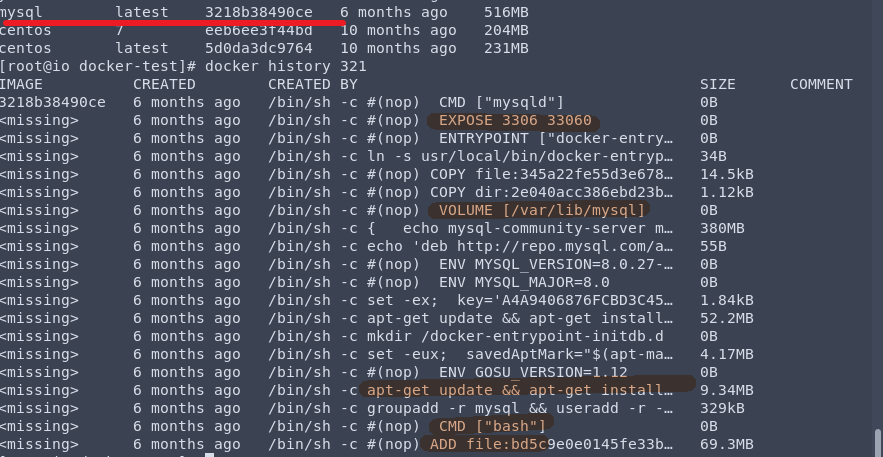 mysql latest 3218b38490ce 6 months ago 516MB
centos 7 eeb6ee3f44bd 10 months ago 204MB
centos latest 5d0da3dc9764 10 months ago 231MB
[root@io docker-test]# docker history 321
IMAGE CREATED CREATED BY SIZE COMMENT
3218b38490ce 6 months ago /bin/sh -c #(nop) CMD ["mysqld"] 0B
<missing> 6 months ago /bin/sh -c #(nop) EXPOSE 3306 33060 0B
<missing> 6 months ago /bin/sh -c #(nop) ENTRYPOINT ["docker-entry… 0B
<missing> 6 months ago /bin/sh -c ln -s usr/local/bin/docker-entryp… 34B
<missing> 6 months ago /bin/sh -c #(nop) COPY file:345a22fe55d3e678… 14.5kB
<missing> 6 months ago /bin/sh -c #(nop) COPY dir:2e040acc386ebd23b… 1.12kB
<missing> 6 months ago /bin/sh -c #(nop) VOLUME [/var/lib/mysql] 0B
<missing> 6 months ago /bin/sh -c { echo mysql-community-server m… 380MB
<missing> 6 months ago /bin/sh -c echo 'deb http://repo.mysql.com/a… 55B
<missing> 6 months ago /bin/sh -c #(nop) ENV MYSQL_VERSION=8.0.27-… 0B
<missing> 6 months ago /bin/sh -c #(nop) ENV MYSQL_MAJOR=8.0 0B
<missing> 6 months ago /bin/sh -c set -ex; key='A4A9406876FCBD3C45… 1.84kB
<missing> 6 months ago /bin/sh -c apt-get update && apt-get install… 52.2MB
<missing> 6 months ago /bin/sh -c mkdir /docker-entrypoint-initdb.d 0B
<missing> 6 months ago /bin/sh -c set -eux; savedAptMark="$(apt-ma… 4.17MB
<missing> 6 months ago /bin/sh -c #(nop) ENV GOSU_VERSION=1.12 0B
<missing> 6 months ago /bin/sh -c apt-get update && apt-get install… 9.34MB
<missing> 6 months ago /bin/sh -c groupadd -r mysql && useradd -r -… 329kB
<missing> 6 months ago /bin/sh -c #(nop) CMD ["bash"] 0B
<missing> 6 months ago /bin/sh -c #(nop) ADD file:bd5c9e0e0145fe33b… 69.3MB